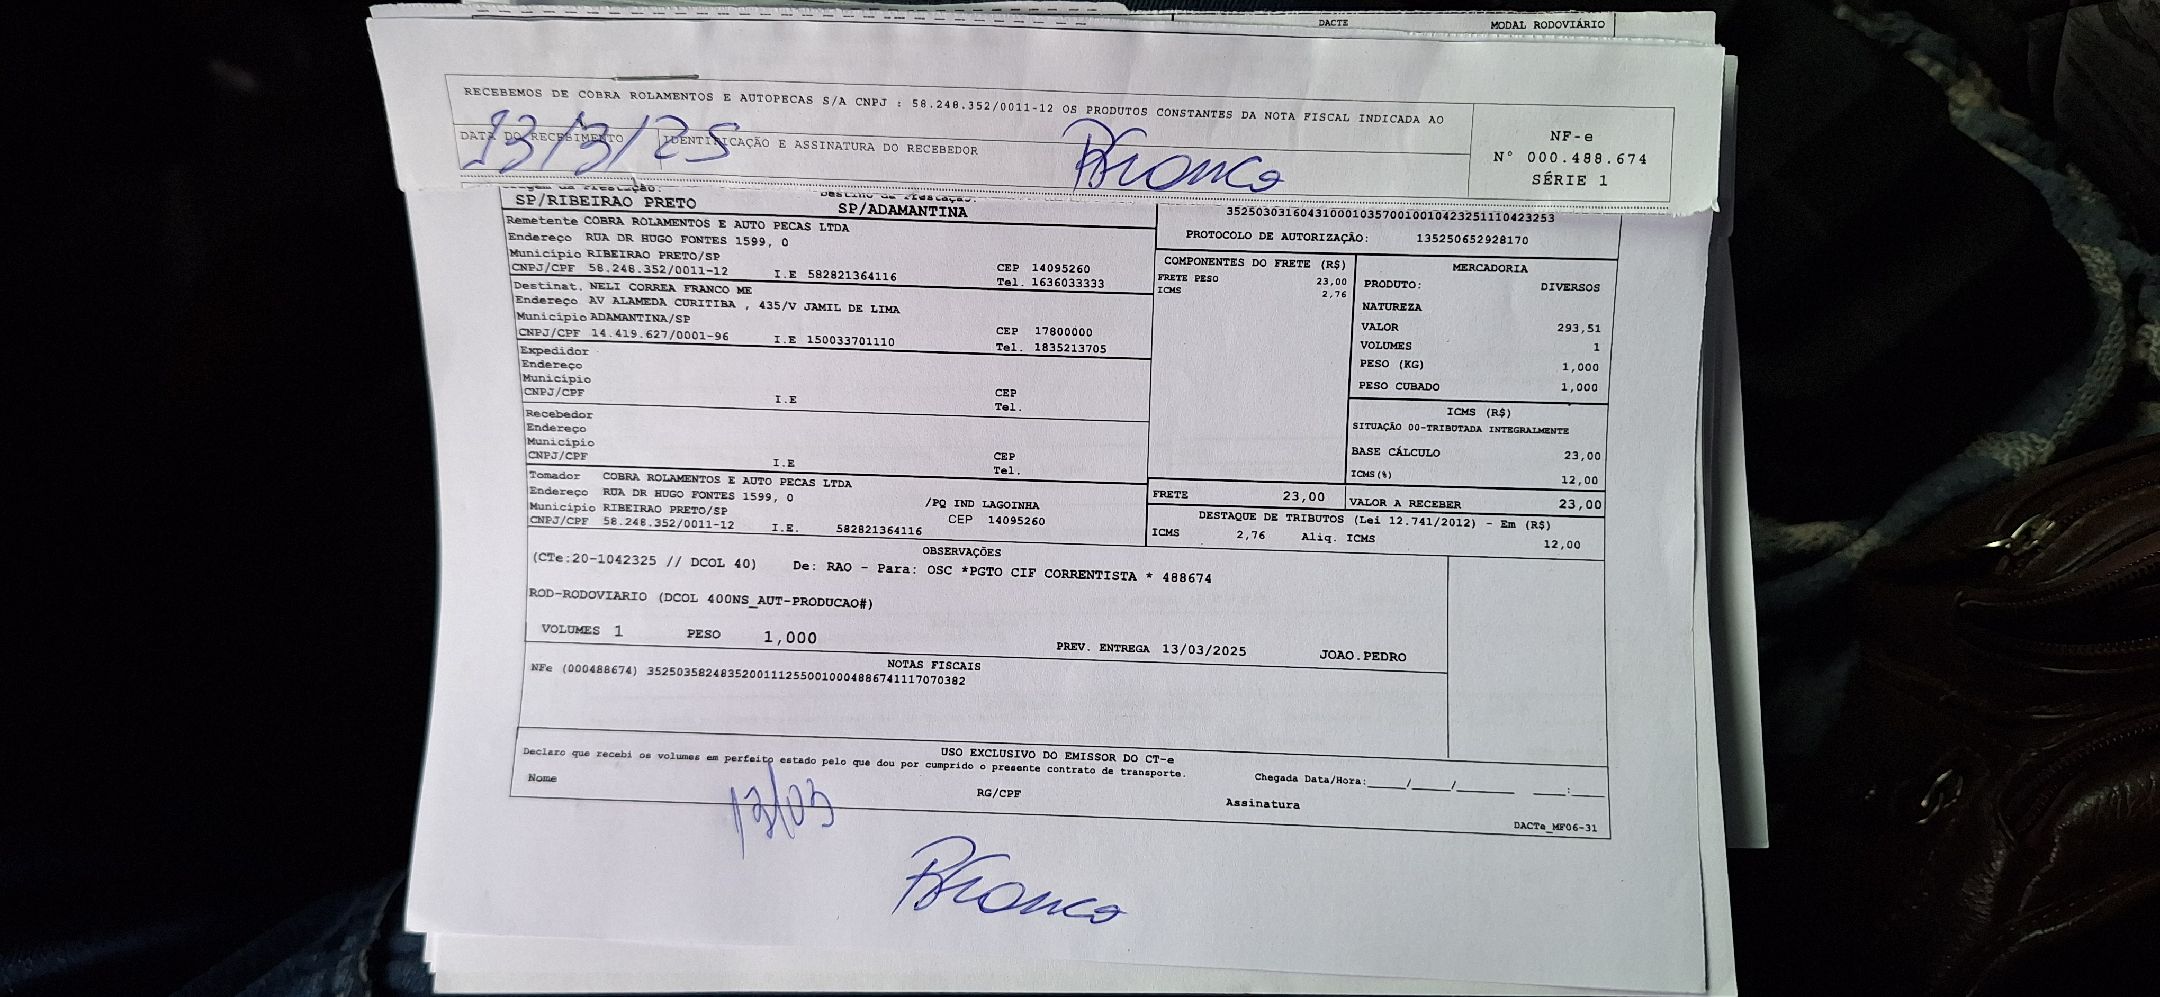 DACTE MODAL RODOVIÁRIO
RECEBEMOS DE COBRA ROLAMENTOS E AUTOPECAS S/A CNPJ : 58.248.352/0011-12 OS PRODUTOS CONSTANTES DA NOTA FISCAL INDICADA AO
DATA DO RECEBIMENTO IDENTIFICAÇÃO E ASSINATURA DO RECEBEDOR
13/3/25
Branco
NF-e
Nº 000.488.674
SÉRIE 1
SP/RIBEIRAO PRETO
SP/ADAMANTINA
35250303160431000103570010010423251110423253
PROTOCOLO DE AUTORIZAÇÃO: 135250652928170
Remetente COBRA ROLAMENTOS E AUTO PECAS LTDA
Endereço RUA DR HUGO FONTES 1599, 0
Município RIBEIRAO PRETO/SP
CNPJ/CPF 58.248.352/0011-12 I.E 582821364116
CEP 14095260
Tel. 1636033333
Destinat. NELI CORREA FRANCO ME
Endereço AV ALAMEDA CURITIBA , 435/V JAMIL DE LIMA
Município ADAMANTINA/SP
CNPJ/CPF 14.419.627/0001-96 I.E 150033701110
CEP 17800000
Tel. 1835213705
Expedidor
Endereço
Município
CNPJ/CPF I.E
CEP
Tel.
Recebedor
Endereço
Município
CNPJ/CPF I.E
CEP
Tel.
Tomador COBRA ROLAMENTOS E AUTO PECAS LTDA
Endereço RUA DR HUGO FONTES 1599, 0 /PQ IND LAGOINHA
Município RIBEIRAO PRETO/SP CEP 14095260
CNPJ/CPF 58.248.352/0011-12 I.E. 582821364116
COMPONENTES DO FRETE (R$)
FRETE PESO 23,00
ICMS 2,76
MERCADORIA
PRODUTO: DIVERSOS
NATUREZA
VALOR 293,51
VOLUMES 1
PESO (KG) 1,000
PESO CUBADO 1,000
ICMS (R$)
SITUAÇÃO 00-TRIBUTADA INTEGRALMENTE
BASE CÁLCULO 23,00
ICMS(%) 12,00
FRETE 23,00 VALOR A RECEBER 23,00
DESTAQUE DE TRIBUTOS (Lei 12.741/2012) - Em (R$)
ICMS 2,76 Aliq. ICMS 12,00
OBSERVAÇÕES
(CTe:20-1042325 // DCOL 40) De: RAO - Para: OSC *PGTO CIF CORRENTISTA * 488674
ROD-RODOVIARIO (DCOL 400NS_AUT-PRODUCAO#)
VOLUMES 1 PESO 1,000 PREV. ENTREGA 13/03/2025 JOAO.PEDRO
NOTAS FISCAIS
NFe (000488674) 35250358248352001112550010004886741117070382
USO EXCLUSIVO DO EMISSOR DO CT-e
Declaro que recebi os volumes em perfeito estado pelo que dou por cumprido o presente contrato de transporte.
Chegada Data/Hora:____/____/______ ____:____
Nome RG/CPF Assinatura
13/03
DACTe_MF06-31
Branco